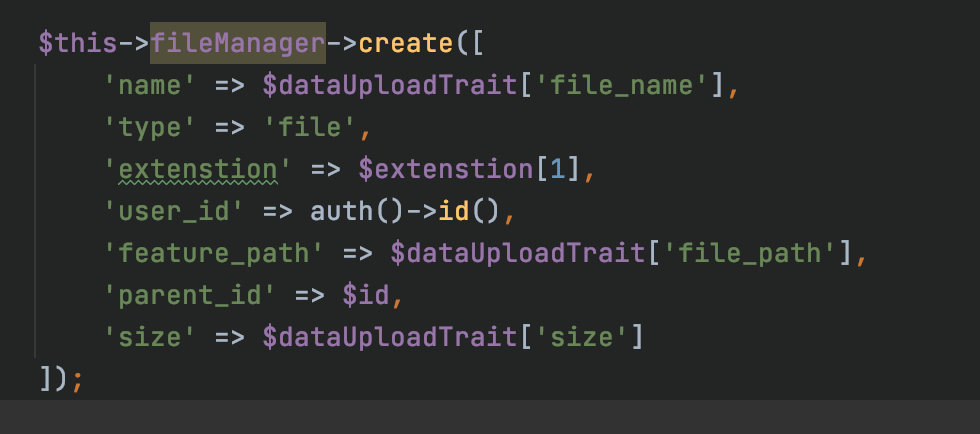 $this->fileManager->create([
'name' => $dataUploadTrait['file_name'],
'type' => 'file',
'extenstion' => $extenstion[1],
'user_id' => auth()->id(),
'feature_path' => $dataUploadTrait['file_path'],
'parent_id' => $id,
'size' => $dataUploadTrait['size']
]);